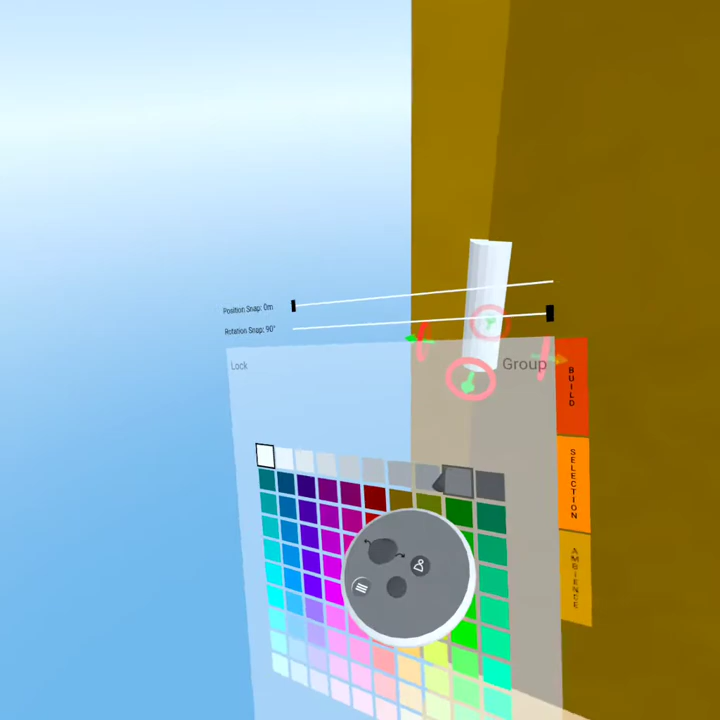 Position Snap: 0m
Rotation Snap: 90°
Lock
Group
BUILD
SELECTION
AMBIENCE